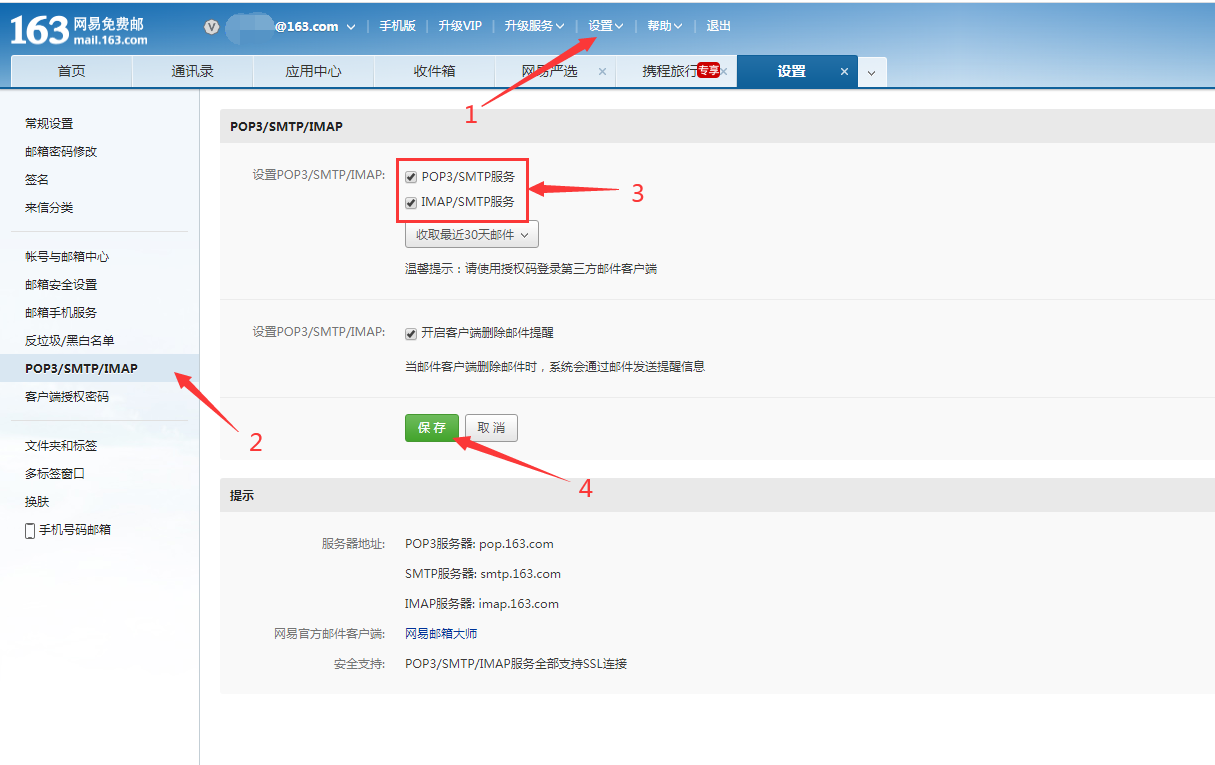 163 网易免费邮
mail.163.com
V @163.com 手机版 升级VIP 升级服务 设置 帮助 退出
首页 通讯录 应用中心 收件箱 网易严选 × 携程旅行 专享 × 设置 ×
1
常规设置
邮箱密码修改
签名
来信分类
帐号与邮箱中心
邮箱安全设置
邮箱手机服务
反垃圾/黑白名单
POP3/SMTP/IMAP
客户端授权密码
2
文件夹和标签
多标签窗口
换肤
手机号码邮箱
POP3/SMTP/IMAP
设置POP3/SMTP/IMAP: POP3/SMTP服务
IMAP/SMTP服务
3
收取最近30天邮件
温馨提示：请使用授权码登录第三方邮件客户端
设置POP3/SMTP/IMAP: 开启客户端删除邮件提醒
当邮件客户端删除邮件时，系统会通过邮件发送提醒信息
保 存 取 消
4
提示
服务器地址: POP3服务器: pop.163.com
SMTP服务器: smtp.163.com
IMAP服务器: imap.163.com
网易官方邮件客户端: 网易邮箱大师
安全支持: POP3/SMTP/IMAP服务全部支持SSL连接